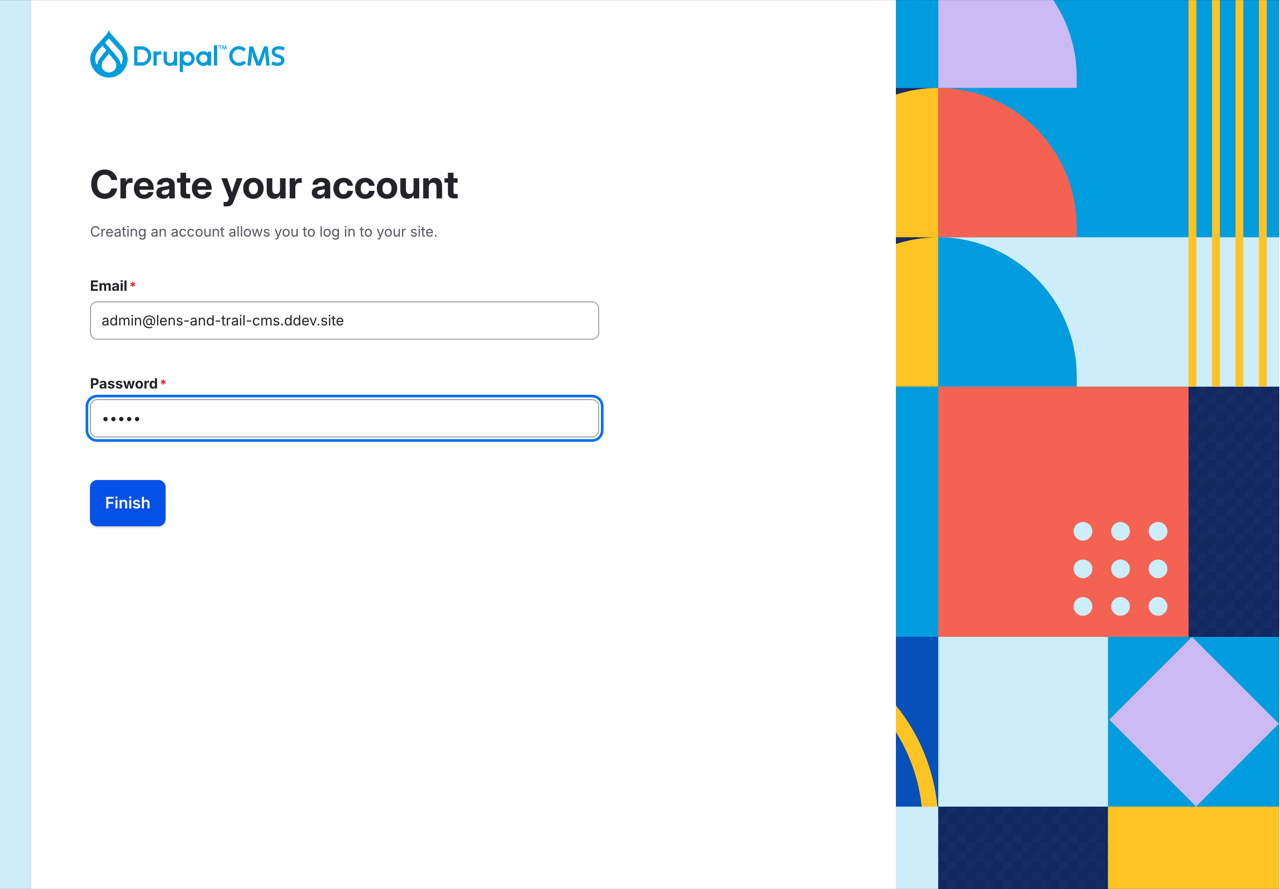 Drupal™ CMS
Create your account
Creating an account allows you to log in to your site.
Email*
admin@lens-and-trail-cms.ddev.site
Password*
•••••
Finish